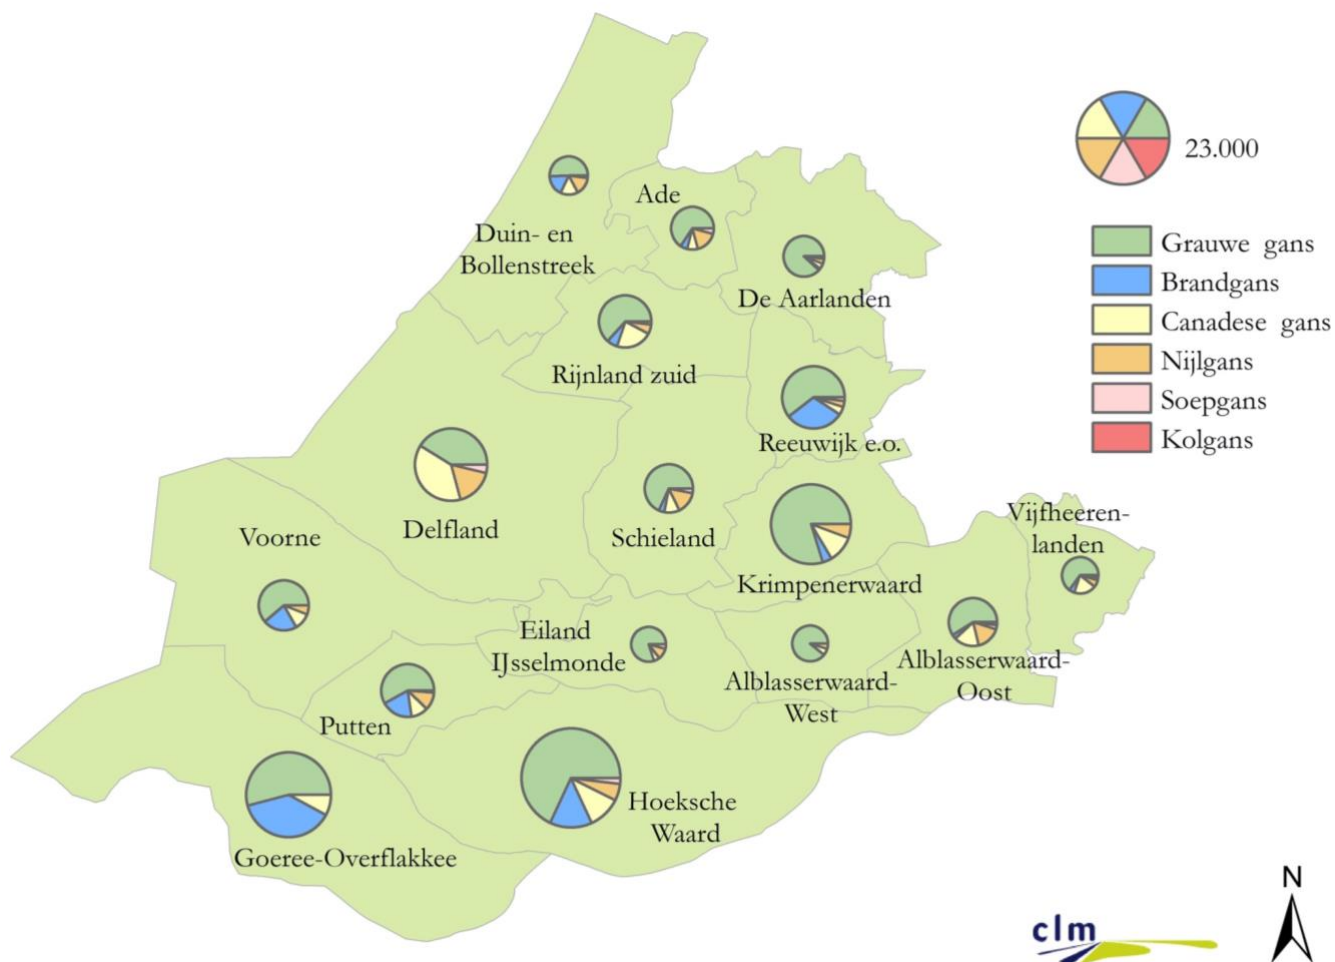 23.000
Grauwe gans
Brandgans
Canadese gans
Nijlgans
Soepgans
Kolgans
Ade
Duin- en
Bollenstreek
De Aarlanden
Rijnland zuid
Reeuwijk e.o.
Delfland
Schieland
Voorne
Krimpenerwaard
Vijfheeren-
landen
Eiland
IJsselmonde
Alblasserwaard-
West
Alblasserwaard-
Oost
Putten
Hoeksche
Waard
Goeree-Overflakkee
clm
N